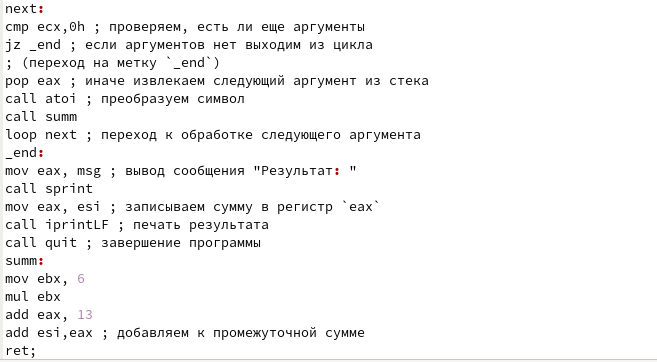 next:
cmp ecx,0h ; проверяем, есть ли еще аргументы
jz _end ; если аргументов нет выходим из цикла
; (переход на метку `_end`)
pop eax ; иначе извлекаем следующий аргумент из стека
call atoi ; преобразуем символ
call summ
loop next ; переход к обработке следующего аргумента
_end:
mov eax, msg ; вывод сообщения "Результат: "
call sprint
mov eax, esi ; записываем сумму в регистр `eax`
call iprintLF ; печать результата
call quit ; завершение программы
summ:
mov ebx, 6
mul ebx
add eax, 13
add esi,eax ; добавляем к промежуточной сумме
ret;